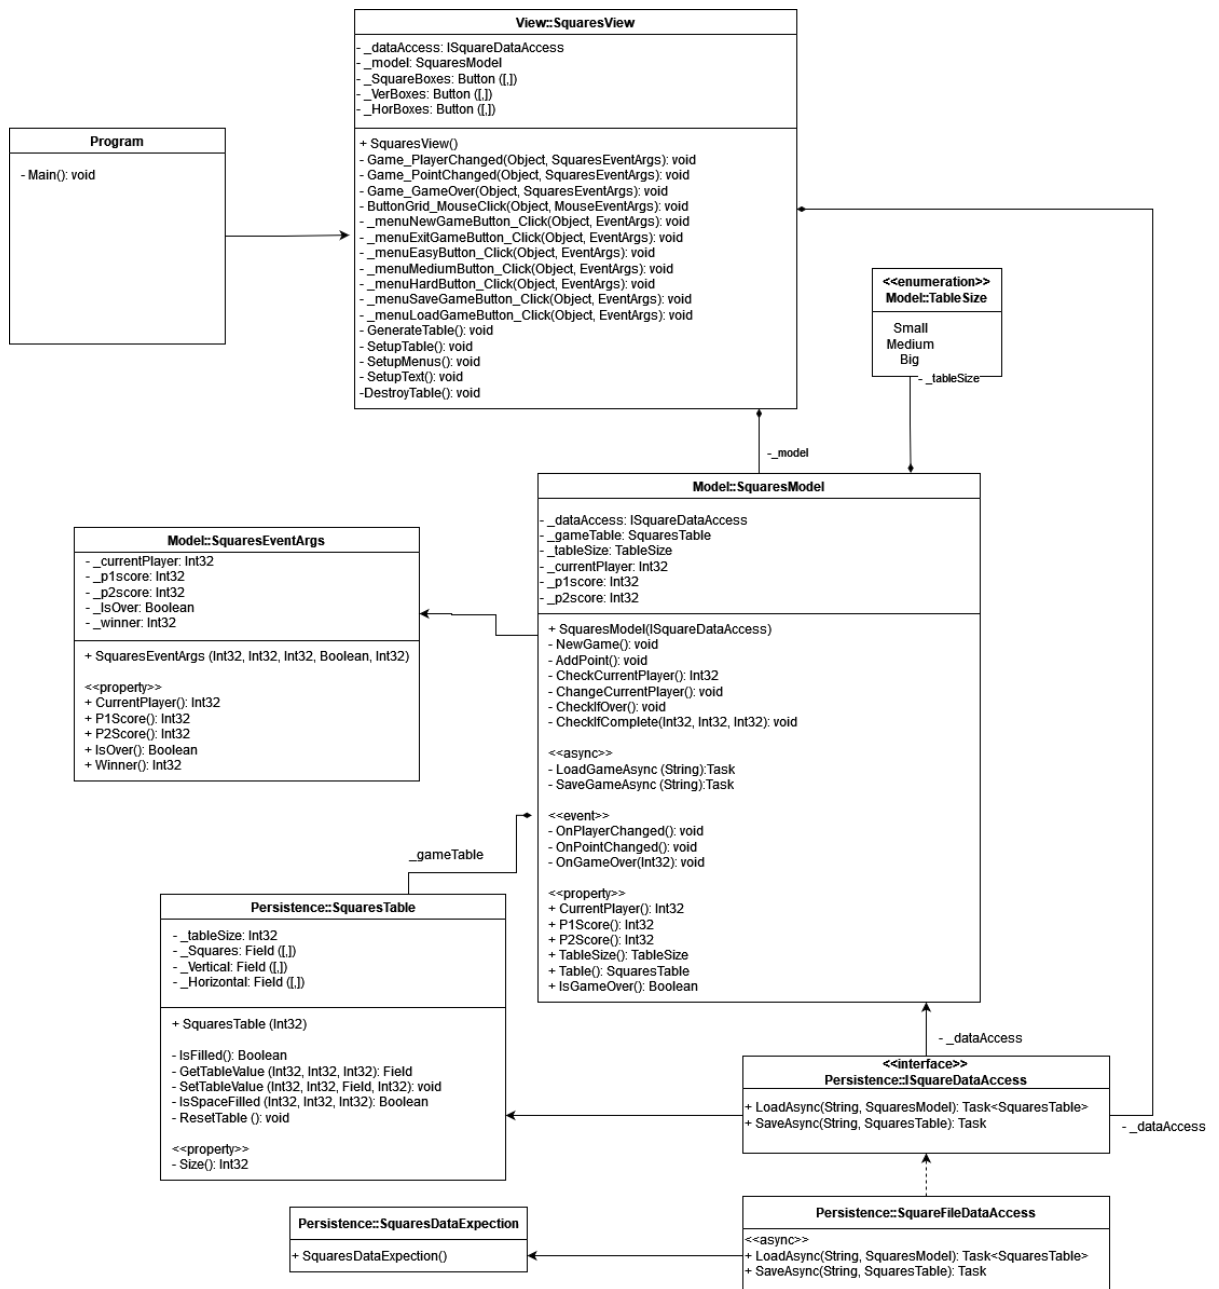 View::SquaresView
- _dataAccess: ISquareDataAccess
- _model: SquaresModel
- _SquareBoxes: Button ([,])
- _VerBoxes: Button ([,])
- _HorBoxes: Button ([,])
+ SquaresView()
- Game_PlayerChanged(Object, SquaresEventArgs): void
- Game_PointChanged(Object, SquaresEventArgs): void
- Game_GameOver(Object, SquaresEventArgs): void
- ButtonGrid_MouseClick(Object, MouseEventArgs): void
- _menuNewGameButton_Click(Object, EventArgs): void
- _menuExitGameButton_Click(Object, EventArgs): void
- _menuEasyButton_Click(Object, EventArgs): void
- _menuMediumButton_Click(Object, EventArgs): void
- _menuHardButton_Click(Object, EventArgs): void
- _menuSaveGameButton_Click(Object, EventArgs): void
- _menuLoadGameButton_Click(Object, EventArgs): void
- GenerateTable(): void
- SetupTable(): void
- SetupMenus(): void
- SetupText(): void
-DestroyTable(): void
Program
- Main(): void
<<enumeration>>
Model::TableSize
Small
Medium
Big
- _tableSize
-_model
Model::SquaresModel
- _dataAccess: ISquareDataAccess
- _gameTable: SquaresTable
- _tableSize: TableSize
- _currentPlayer: Int32
- _p1score: Int32
- _p2score: Int32
+ SquaresModel(ISquareDataAccess)
- NewGame(): void
- AddPoint(): void
- CheckCurrentPlayer(): Int32
- ChangeCurrentPlayer(): void
- CheckIfOver(): void
- CheckIfComplete(Int32, Int32, Int32): void
<<async>>
- LoadGameAsync (String):Task
- SaveGameAsync (String):Task
<<event>>
- OnPlayerChanged(): void
- OnPointChanged(): void
- OnGameOver(Int32): void
<<property>>
+ CurrentPlayer(): Int32
+ P1Score(): Int32
+ P2Score(): Int32
+ TableSize(): TableSize
+ Table(): SquaresTable
+ IsGameOver(): Boolean
Model::SquaresEventArgs
- _currentPlayer: Int32
- _p1score: Int32
- _p2score: Int32
- _IsOver: Boolean
- _winner: Int32
+ SquaresEventArgs (Int32, Int32, Int32, Boolean, Int32)
<<property>>
+ CurrentPlayer(): Int32
+ P1Score(): Int32
+ P2Score(): Int32
+ IsOver(): Boolean
+ Winner(): Int32
_gameTable
Persistence::SquaresTable
- _tableSize: Int32
- _Squares: Field ([,])
- _Vertical: Field ([,])
- _Horizontal: Field ([,])
+ SquaresTable (Int32)
- IsFilled(): Boolean
- GetTableValue (Int32, Int32, Int32): Field
- SetTableValue (Int32, Int32, Field, Int32): void
- IsSpaceFilled (Int32, Int32, Int32): Boolean
- ResetTable (): void
<<property>>
- Size(): Int32
- _dataAccess
<<interface>>
Persistence::ISquareDataAccess
+ LoadAsync(String, SquaresModel): Task<SquaresTable>
+ SaveAsync(String, SquaresTable): Task
- _dataAccess
Persistence::SquaresDataExpection
+ SquaresDataExpection()
Persistence::SquareFileDataAccess
<<async>>
+ LoadAsync(String, SquaresModel): Task<SquaresTable>
+ SaveAsync(String, SquaresTable): Task